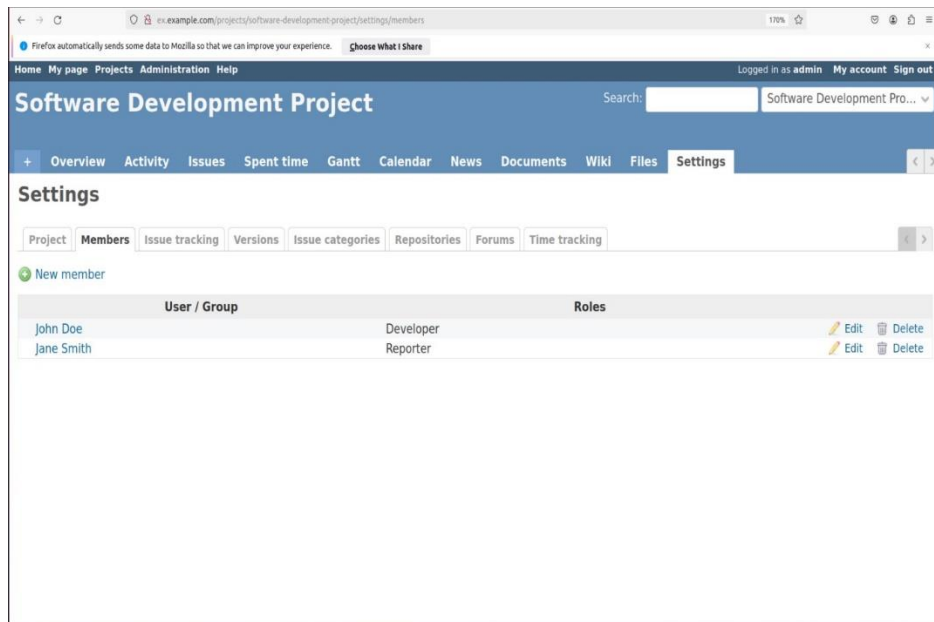 ex.example.com/projects/software-development-project/settings/members 170%
Firefox automatically sends some data to Mozilla so that we can improve your experience. Choose What I Share
Home My page Projects Administration Help Logged in as admin My account Sign out
Software Development Project Search: Software Development Pro...
+ Overview Activity Issues Spent time Gantt Calendar News Documents Wiki Files Settings
Settings
Project Members Issue tracking Versions Issue categories Repositories Forums Time tracking
New member
User / Group Roles
John Doe Developer Edit Delete
Jane Smith Reporter Edit Delete